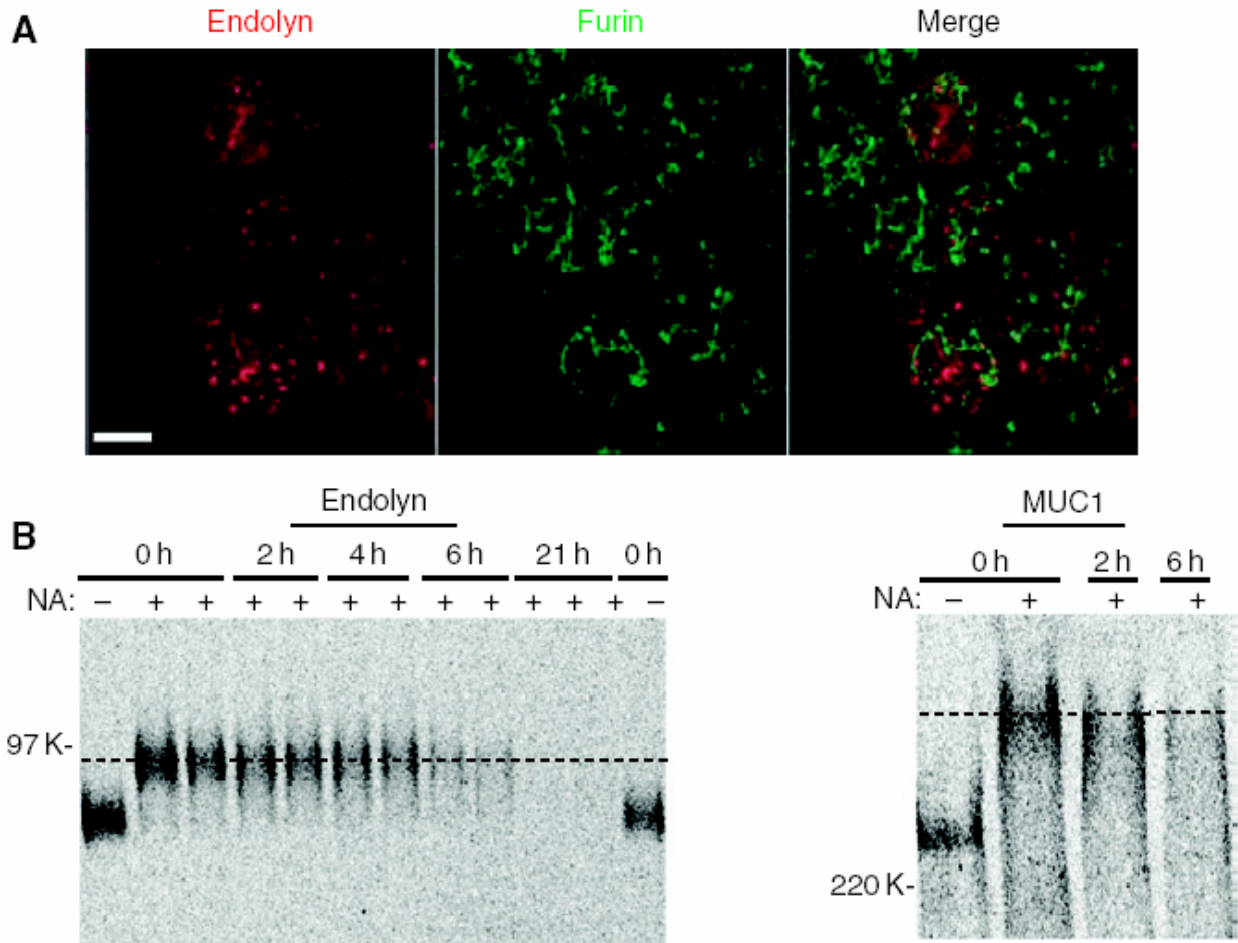 A
Endolyn Furin Merge
B
Endolyn
0 h 2 h 4 h 6 h 21 h 0 h
NA: – + + + + + + + + + + + –
97 K-
MUC1
0 h 2 h 6 h
NA: – + + +
220 K-